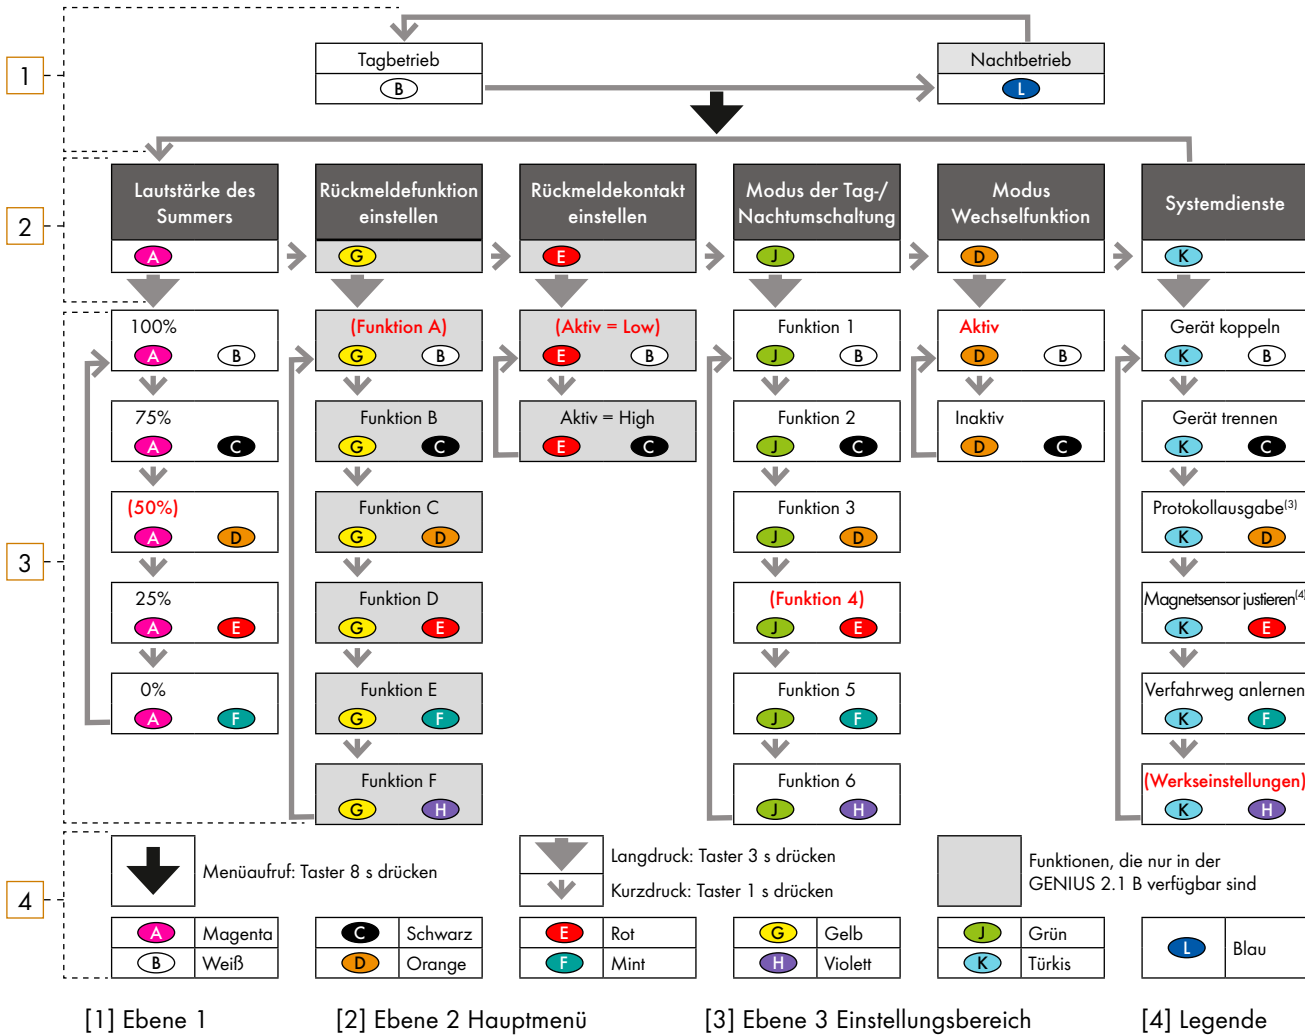 1
Tagbetrieb
B
Nachtbetrieb
L
2
Lautstärke des
Summers
A
Rückmeldefunktion
einstellen
G
Rückmeldekontakt
einstellen
E
Modus der Tag-/
Nachtumschaltung
J
Modus
Wechselfunktion
D
Systemdienste
K
3
100%
A B
75%
A C
(50%)
A D
25%
A E
0%
A F
(Funktion A)
G B
Funktion B
G C
Funktion C
G D
Funktion D
G E
Funktion E
G F
Funktion F
G H
(Aktiv = Low)
E B
Aktiv = High
E C
Funktion 1
J B
Funktion 2
J C
Funktion 3
J D
(Funktion 4)
J E
Funktion 5
J F
Funktion 6
J H
Aktiv
D B
Inaktiv
D C
Gerät koppeln
K B
Gerät trennen
K C
Protokollausgabe(3)
K D
Magnetsensor justieren(4)
K E
Verfahrweg anlernen
K F
(Werkseinstellungen)
K H
4
Menüaufruf: Taster 8 s drücken
Langdruck: Taster 3 s drücken
Kurzdruck: Taster 1 s drücken
Funktionen, die nur in der
GENIUS 2.1 B verfügbar sind
A Magenta
B Weiß
C Schwarz
D Orange
E Rot
F Mint
G Gelb
H Violett
J Grün
K Türkis
L Blau
[1] Ebene 1
[2] Ebene 2 Hauptmenü
[3] Ebene 3 Einstellungsbereich
[4] Legende